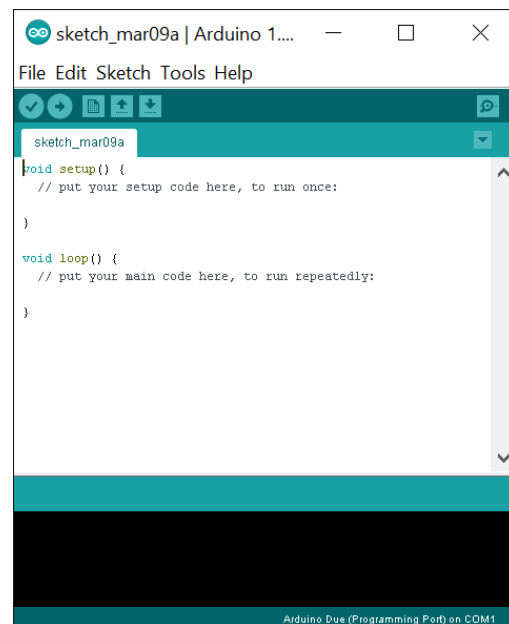 sketch_mar09a | Arduino 1....
File Edit Sketch Tools Help
sketch_mar09a
void setup() {
  // put your setup code here, to run once:
}
void loop() {
  // put your main code here, to run repeatedly:
}
Arduino Due (Programming Port) on COM1